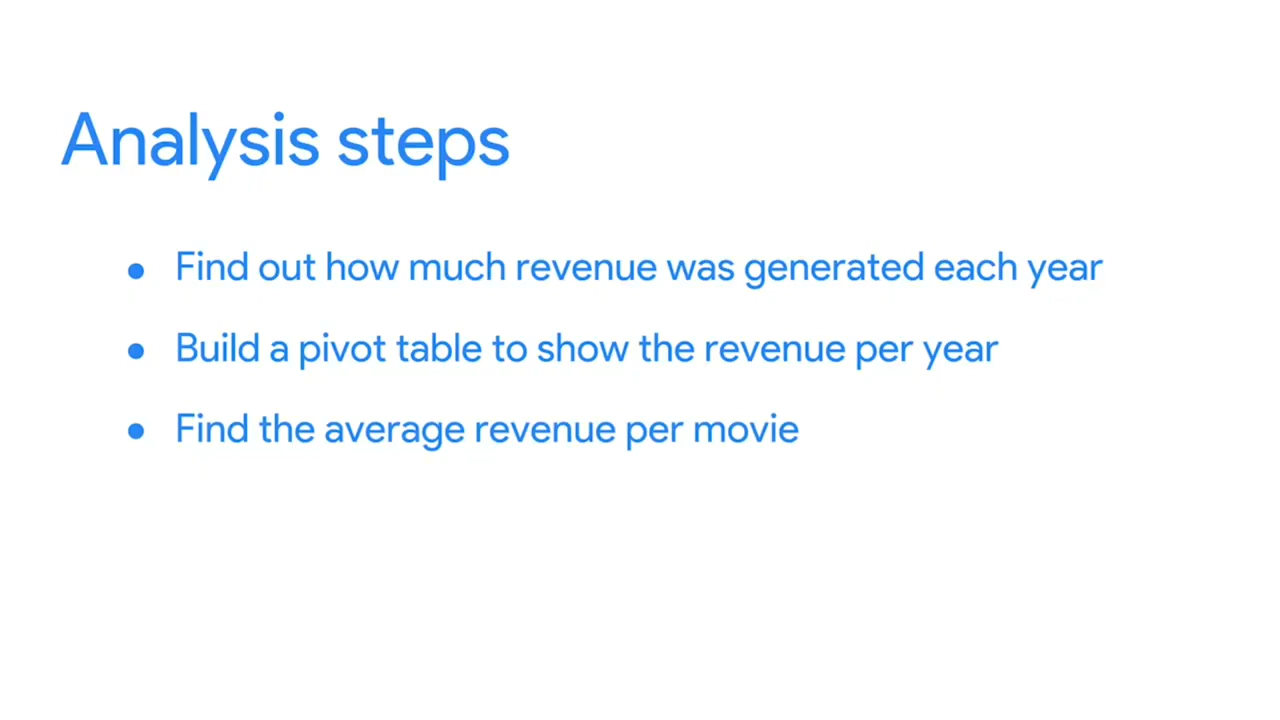 Analysis steps
● Find out how much revenue was generated each year
● Build a pivot table to show the revenue per year
● Find the average revenue per movie